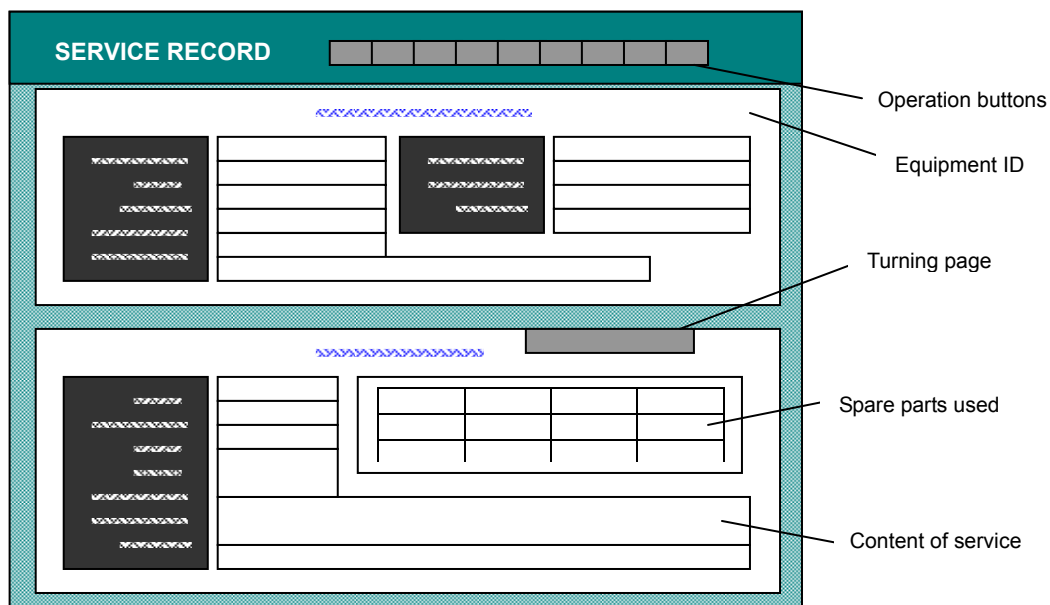 SERVICE RECORD
Operation buttons
Equipment ID
Turning page
Spare parts used
Content of service